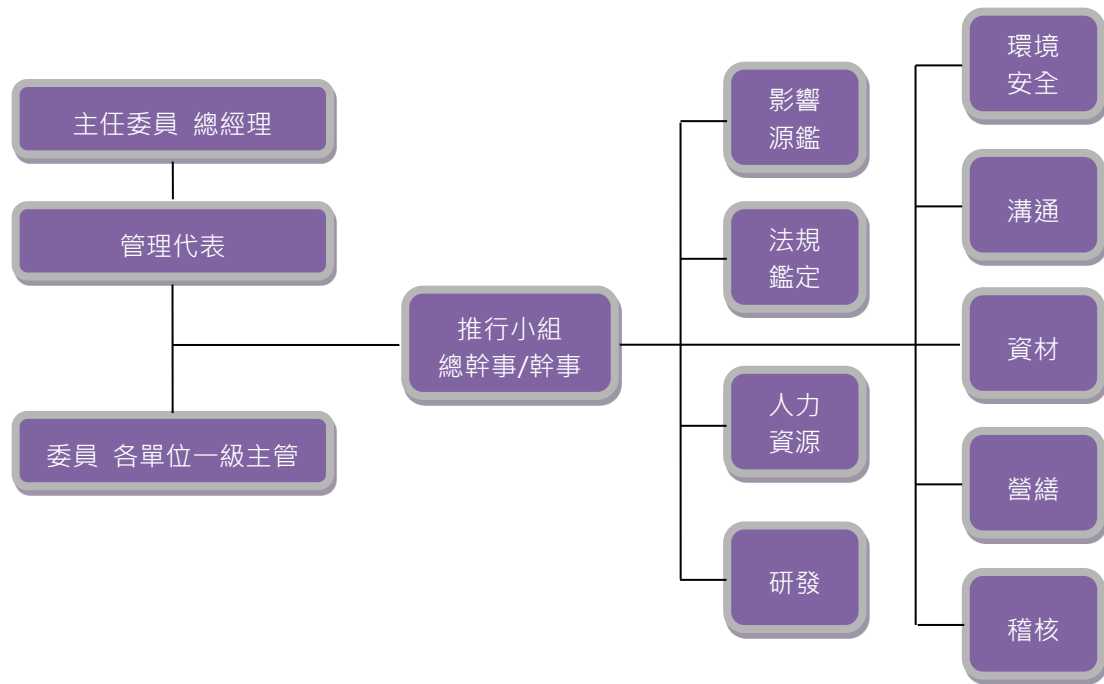 主任委員 總經理
管理代表
委員 各單位一級主管
推行小組
總幹事/幹事
影響
源鑑
法規
鑑定
人力
資源
研發
環境
安全
溝通
資材
營繕
稽核